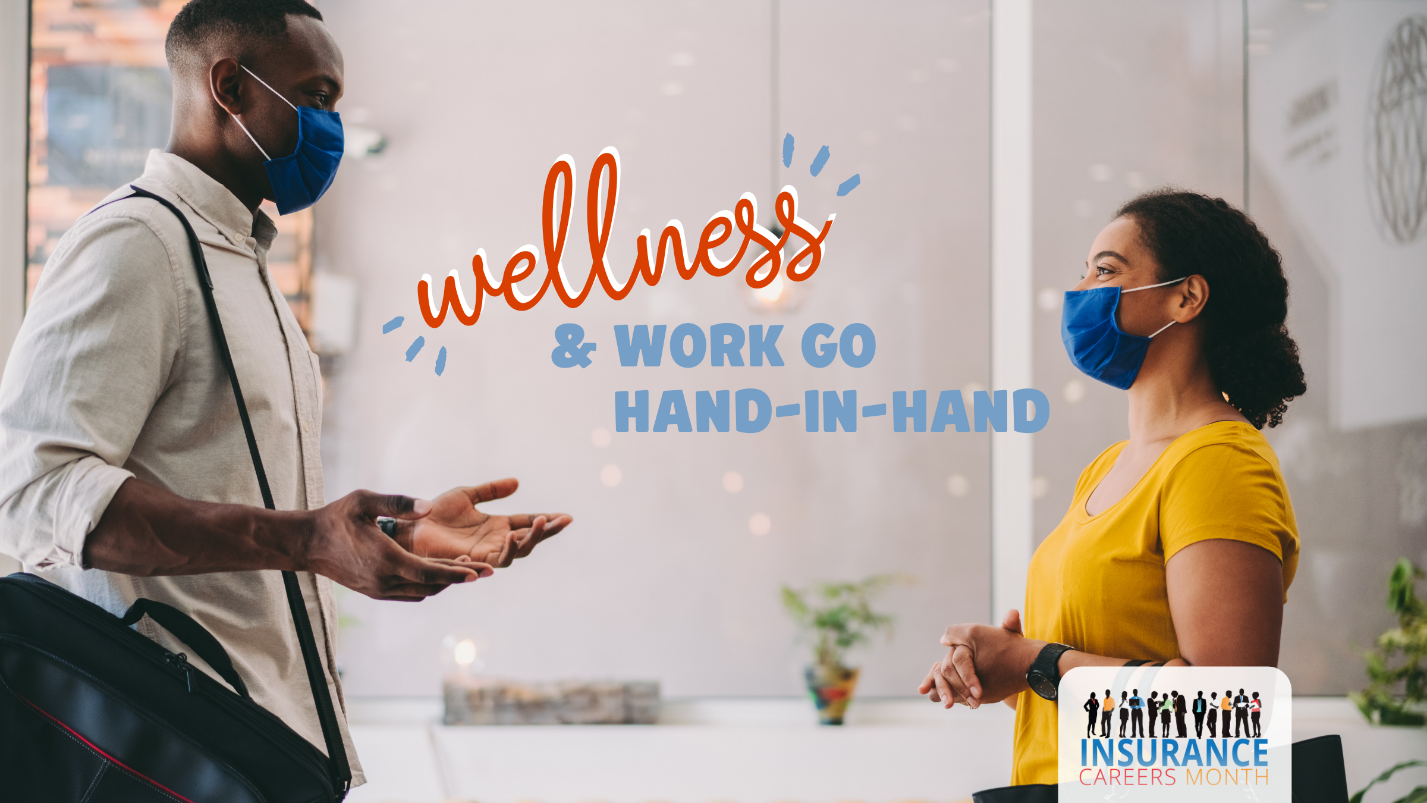 wellness
& WORK GO
HAND-IN-HAND
INSURANCE
CAREERS MONTH